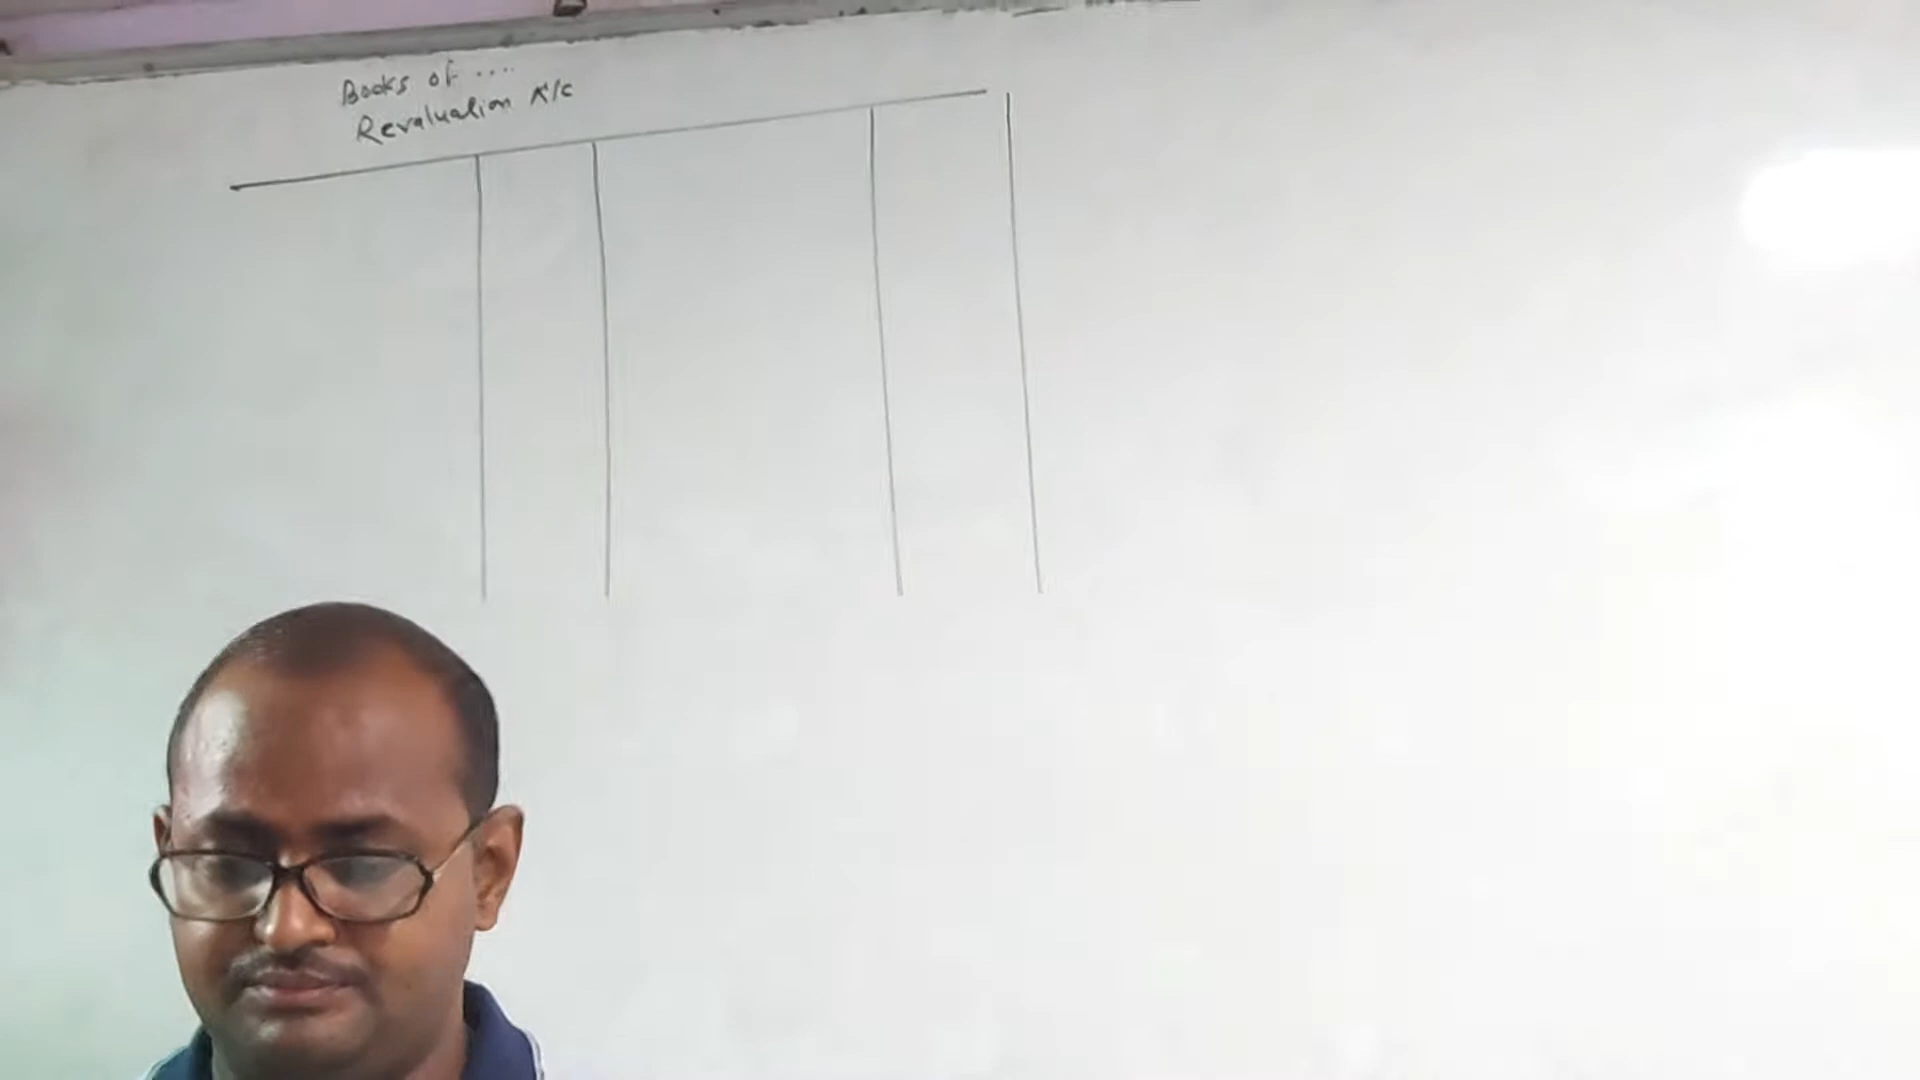 Books of ....
Revaluation A/c